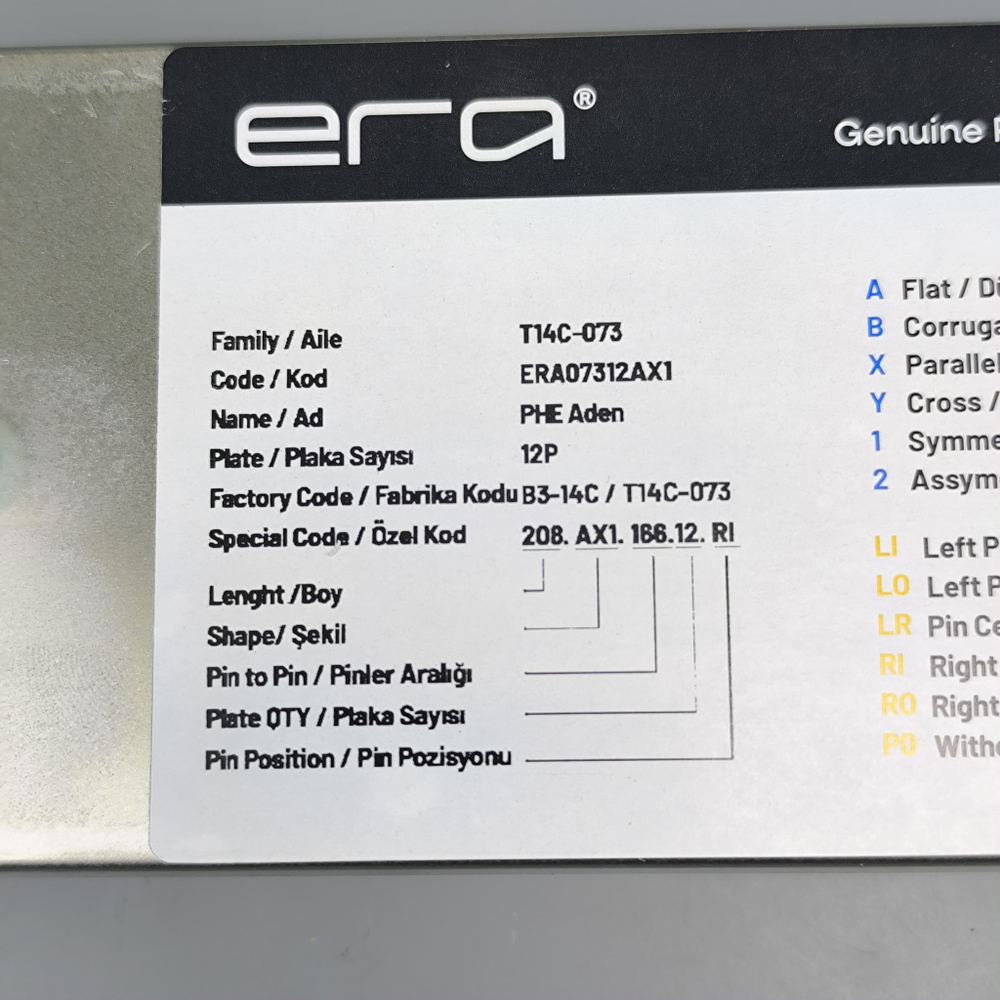 era®
Genuine
Family / Aile T14C-073
Code / Kod ERA07312AX1
Name / Ad PHE Aden
Plate / Plaka Sayısı 12P
Factory Code / Fabrika Kodu B3-14C / T14C-073
Special Code / Özel Kod 208. AX1. 166.12. RI
Lenght /Boy
Shape/ Şekil
Pin to Pin / Pinler Aralığı
Plate QTY / Plaka Sayısı
Pin Position / Pin Pozisyonu
A Flat /
B
X
Y Cross /
1
2
LI Left
LO Left
LR Pin
RI Right
RO Right
PO